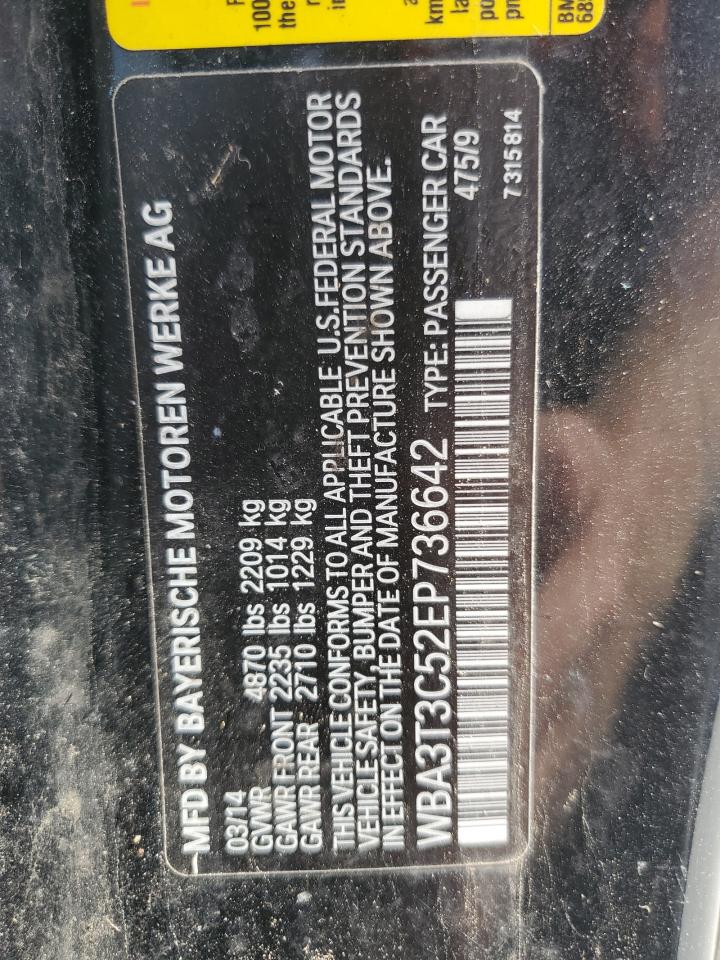 MFD BY BAYERISCHE MOTOREN WERKE AG
03/14
GVWR 4870 lbs 2209 kg
GAWR FRONT 2235 lbs 1014 kg
GAWR REAR 2710 lbs 1229 kg
THIS VEHICLE CONFORMS TO ALL APPLICABLE U.S.FEDERAL MOTOR
VEHICLE SAFETY, BUMPER AND THEFT PREVENTION STANDARDS
IN EFFECT ON THE DATE OF MANUFACTURE SHOWN ABOVE.
WBA3T3C52EP736642 TYPE: PASSENGER CAR
475/9
7 315 814
100
the
km